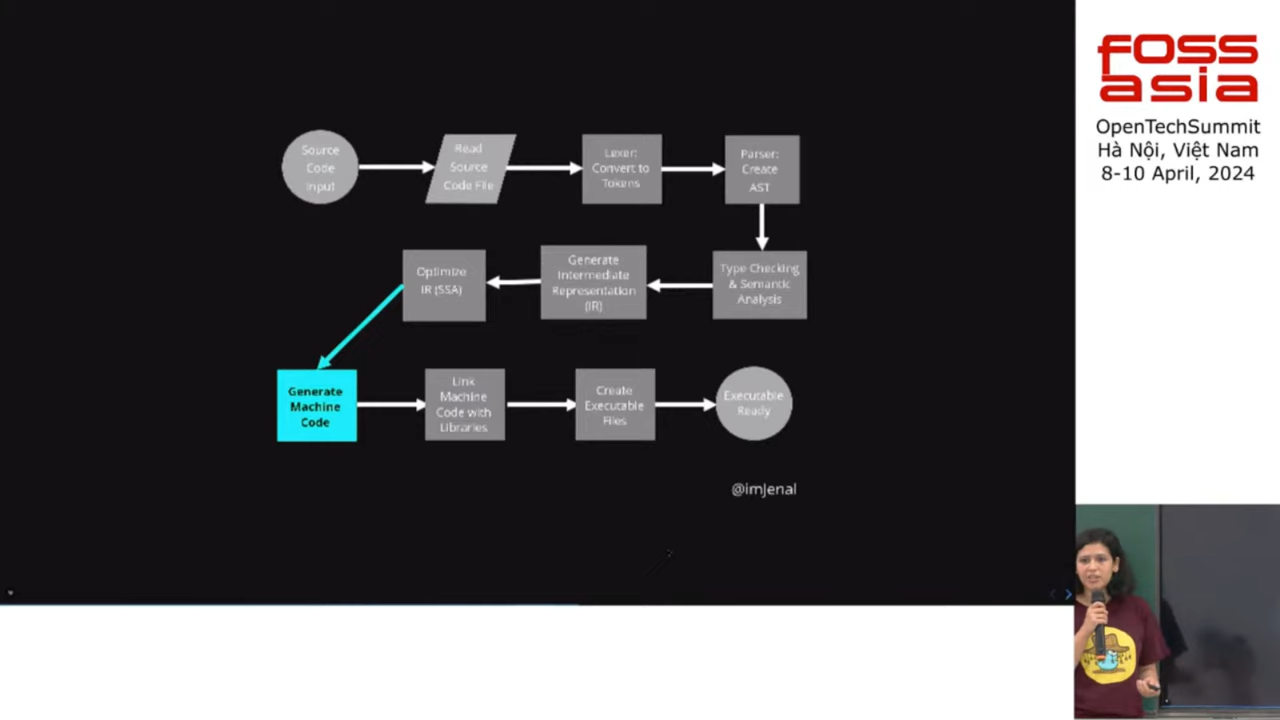 Source
Code
Input
Read
Source
Code File
Lexer:
Convert to
Tokens
Parser:
Create
AST
Optimize
IR (SSA)
Generate
Intermediate
Representation
(IR)
Type Checking
& Semantic
Analysis
Generate
Machine
Code
Link
Machine
Code with
Libraries
Create
Executable
Files
Executable
Ready
@imJenal
FOSS
asia
OpenTechSummit
Hà Nội, Việt Nam
8-10 April, 2024